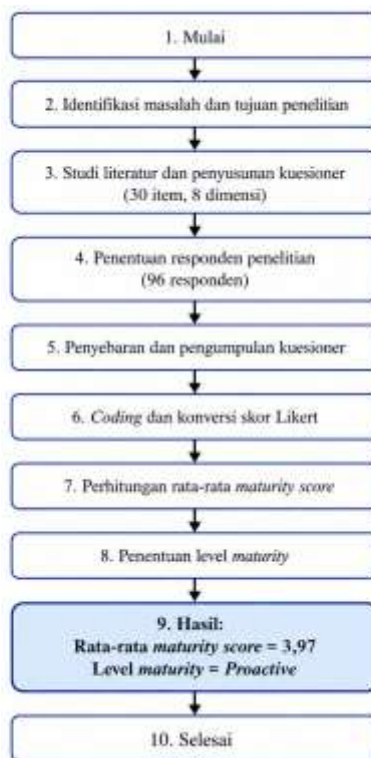 1. Mulai
2. Identifikasi masalah dan tujuan penelitian
3. Studi literatur dan penyusunan kuesioner
(30 item, 8 dimensi)
4. Penentuan responden penelitian
(96 responden)
5. Penyebaran dan pengumpulan kuesioner
6. Coding dan konversi skor Likert
7. Perhitungan rata-rata maturity score
8. Penentuan level maturity
9. Hasil:
Rata-rata maturity score = 3,97
Level maturity = Proactive
10. Selesai